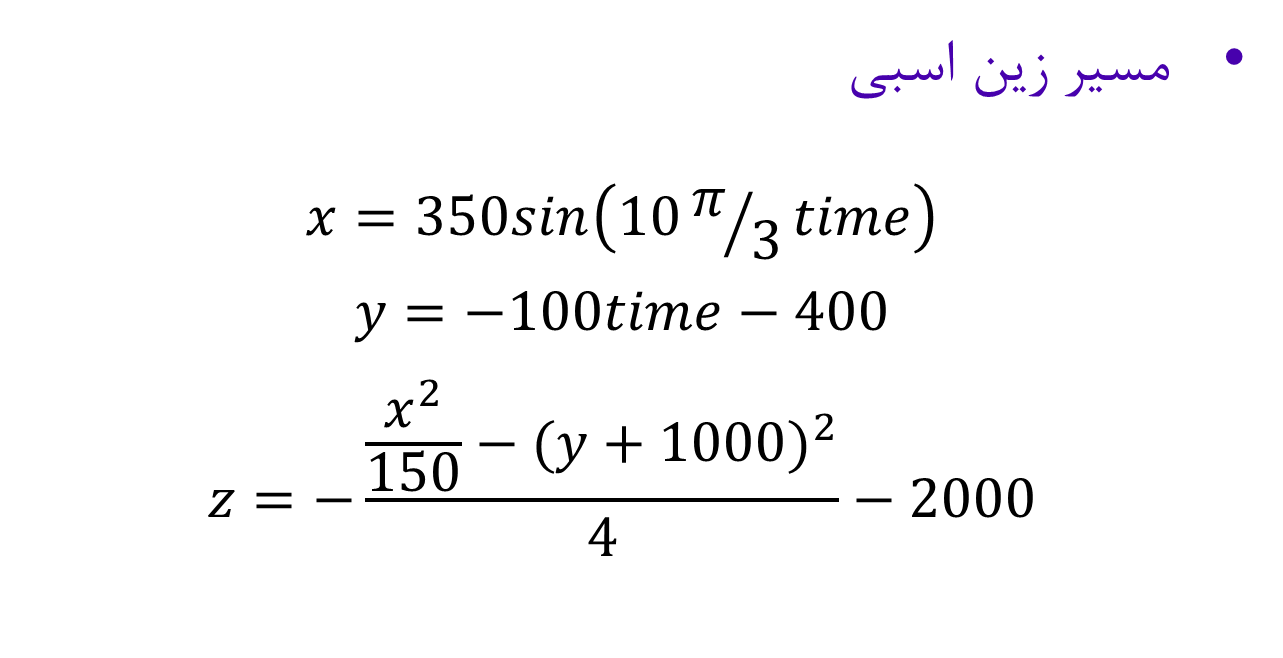 • مسیر زین اسبی
x = 350sin(10 π/3 time)
y = −100time − 400
z = − (x²/150 − (y + 1000)²)/4 − 2000